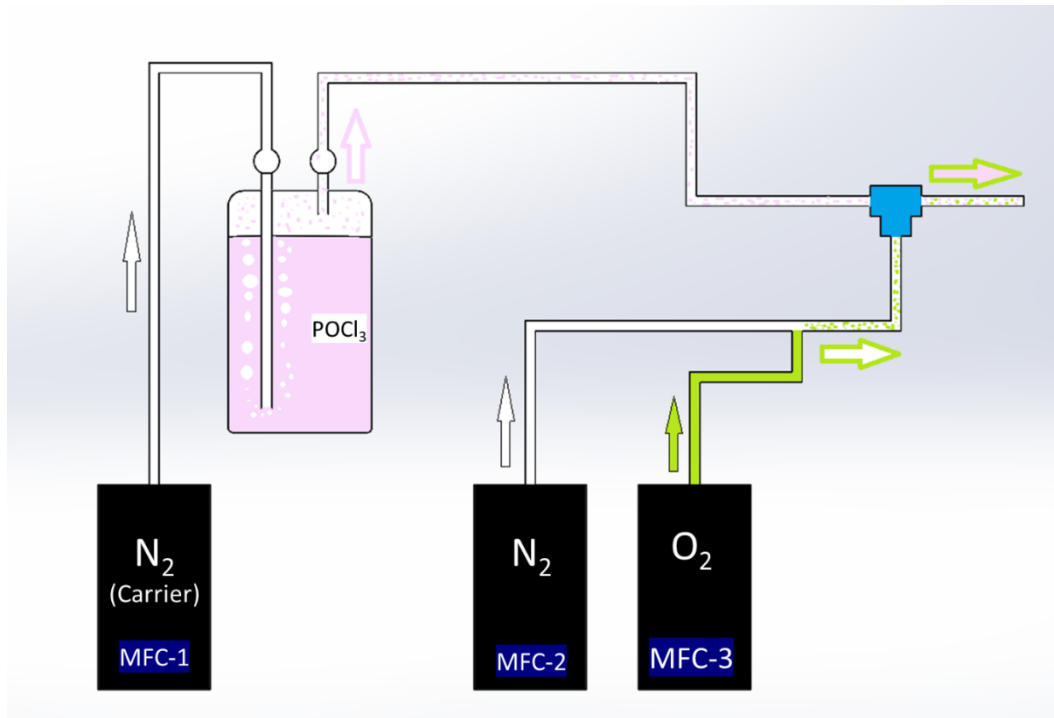 POCl₃
N₂
(Carrier)
MFC-1
N₂
MFC-2
O₂
MFC-3